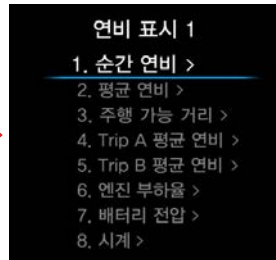 연비 표시 1
1. 순간 연비 >
2. 평균 연비 >
3. 주행 가능 거리 >
4. Trip A 평균 연비 >
5. Trip B 평균 연비 >
6. 엔진 부하율 >
7. 배터리 전압 >
8. 시계 >